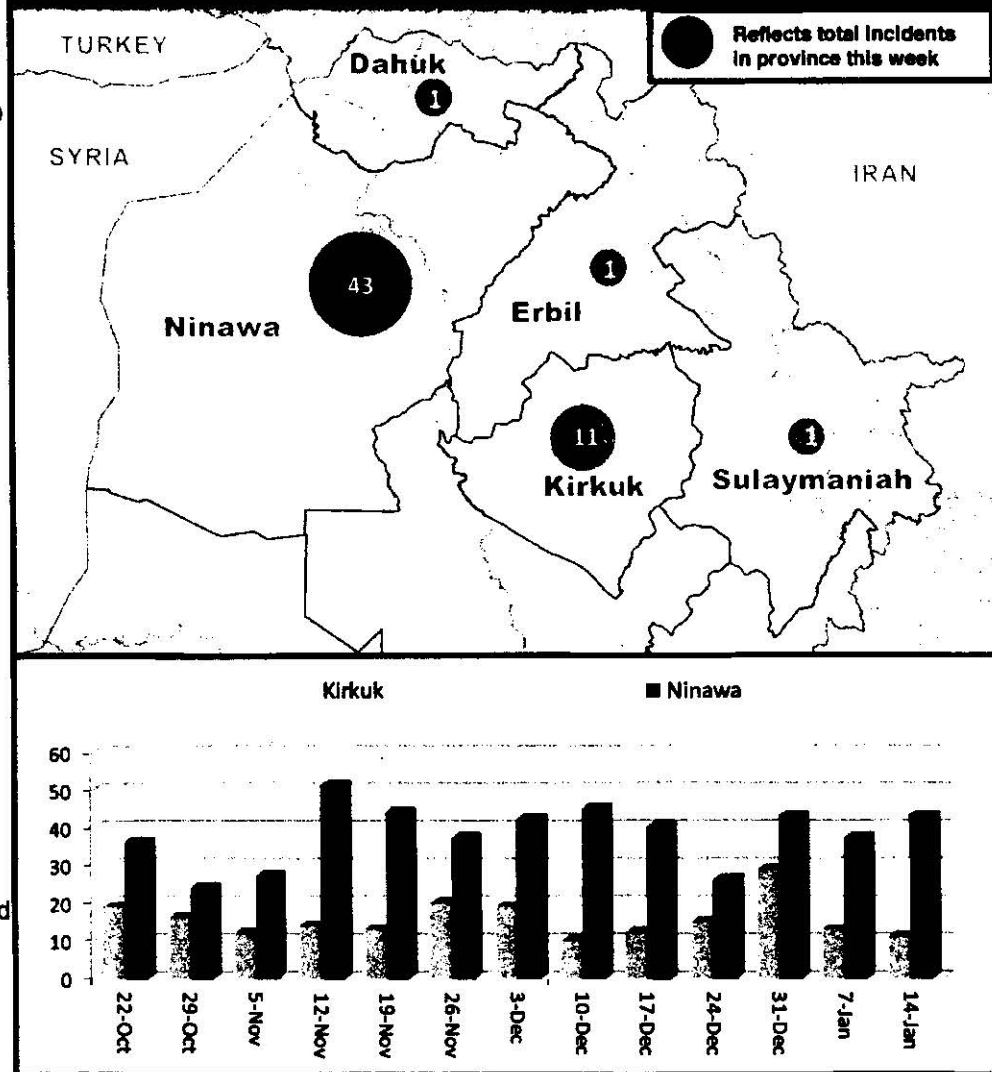 TURKEY
Reflects total incidents
in province this week
Dahuk
1
SYRIA
IRAN
43
1
Ninawa
Erbil
11
1
Kirkuk
Sulaymaniah
Kirkuk
■ Ninawa
60
50
40
30
20
10
0
22-Oct
29-Oct
5-Nov
12-Nov
19-Nov
26-Nov
3-Dec
10-Dec
17-Dec
24-Dec
31-Dec
7-Jan
14-Jan
d